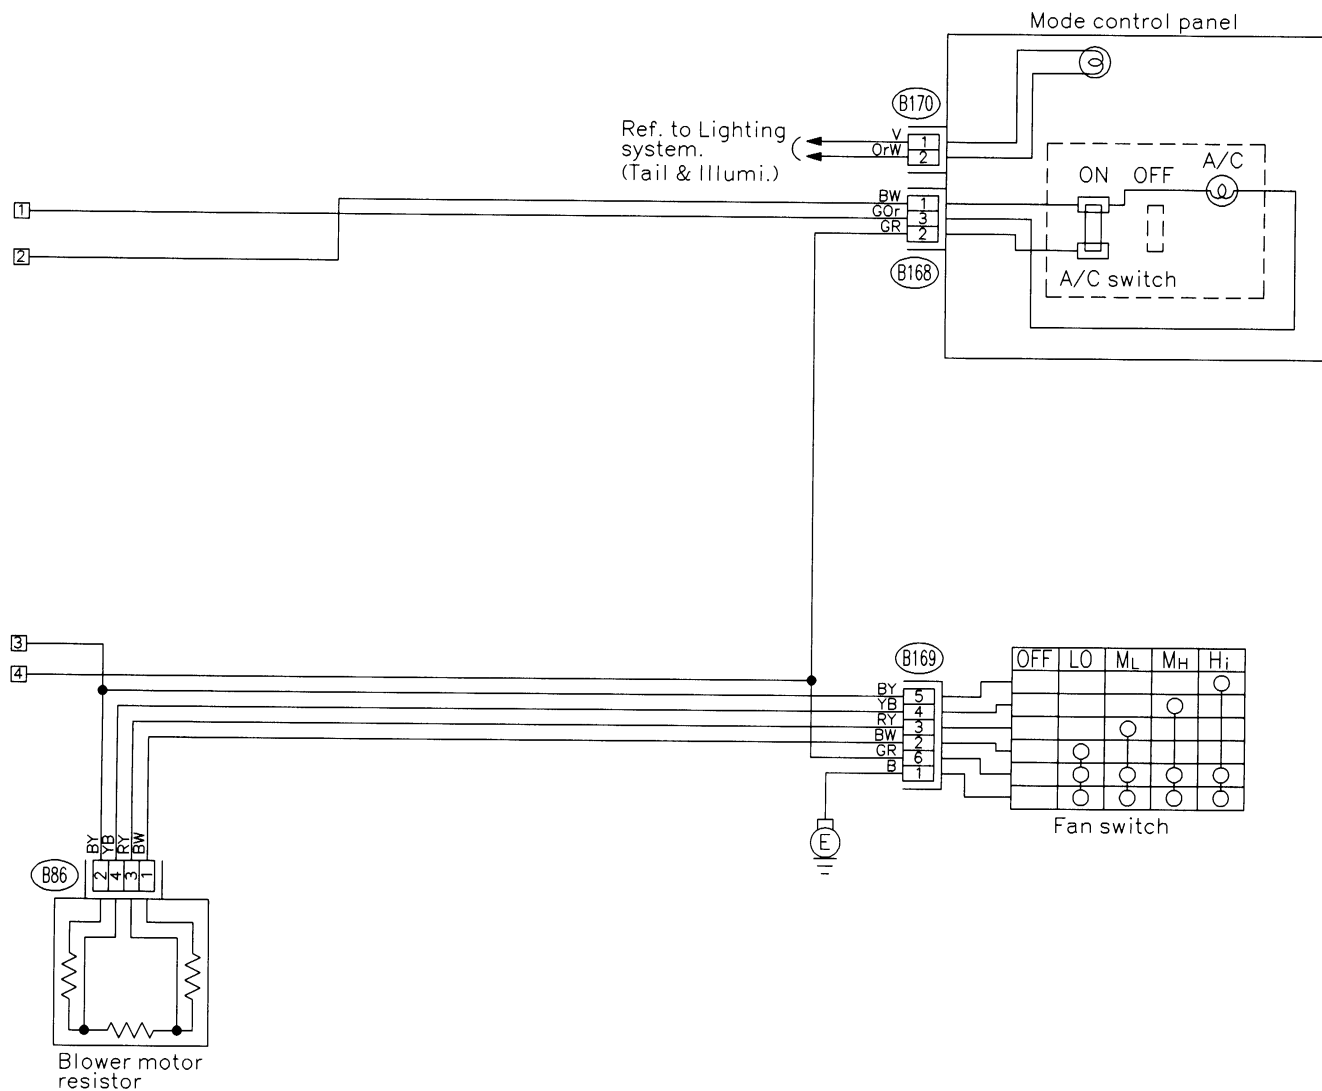 Mode control panel
B170
Ref. to Lighting
system.
(Tail & Illumi.)
V
OrW
1
2
A/C
ON OFF
A/C switch
1
2
BW
GOr
GR
1
3
2
B168
3
4
B169
BY
YB
RY
BW
GR
B
5
4
3
2
6
1
OFF LO ML MH Hi
Fan switch
E
BY
YB
RY
BW
B86
2
4
3
1
Blower motor
resistor